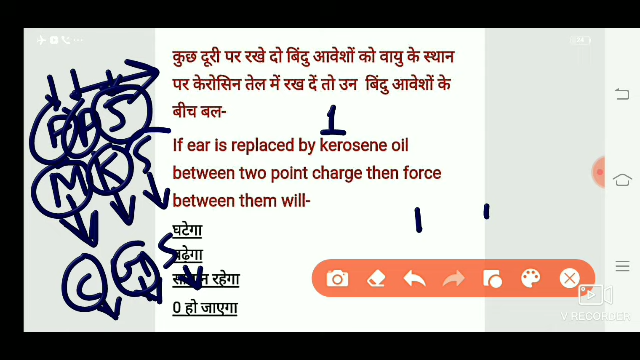 कुछ दूरी पर रखे दो बिंदु आवेशों को वायु के स्थान
पर केरोसिन तेल में रख दें तो उन बिंदु आवेशों के
बीच बल-
1
If ear is replaced by kerosene oil
between two point charge then force
between them will-
घटेगा
बढ़ेगा
रहेगा
0 हो जाएगा
F P S
M K S
C S
V RECORDER